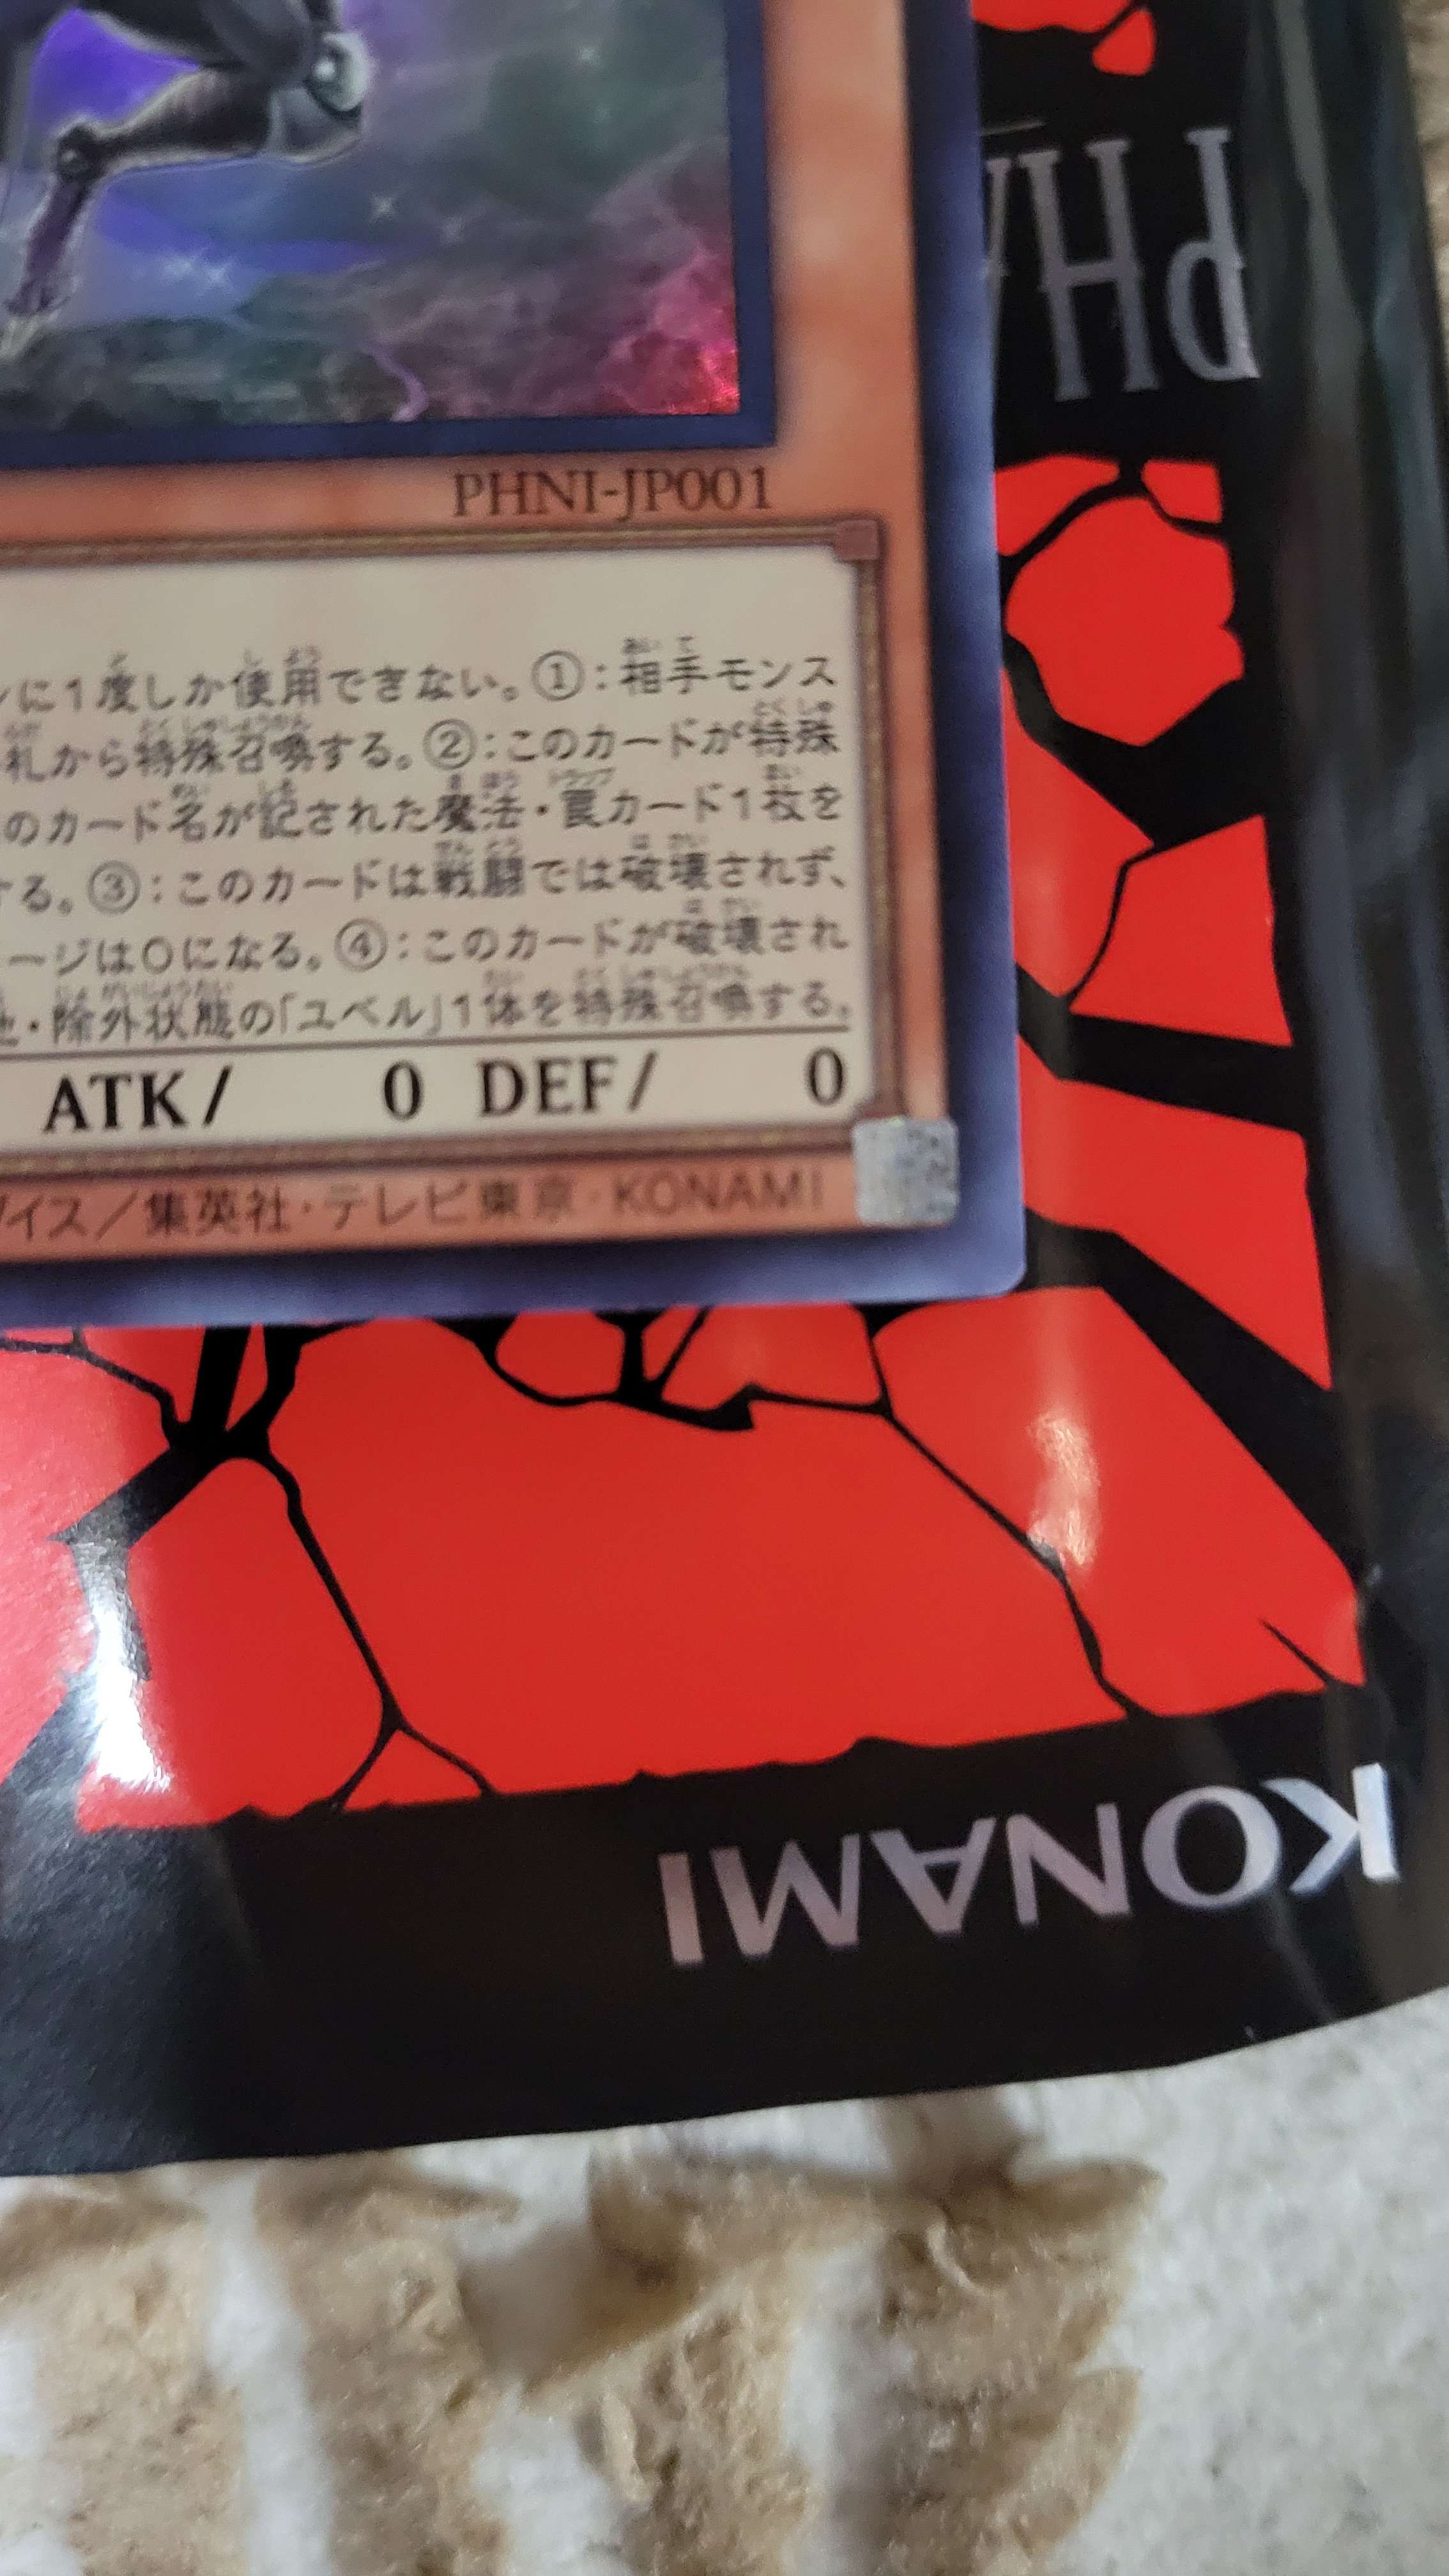 PHA
PHNI-JP001
に1度しか使用できない。①:相手モンス
札から特殊召喚する。②:このカードが特殊
のカード名が記された魔法・罠カード1枚を
する。③:このカードは戦闘では破壊されず、
ージは0になる。④:このカードが破壊され
・除外状態の「ユベル」1体を特殊召喚する。
ATK/ 0 DEF/ 0
イス/集英社・テレビ東京・KONAMI
KONAMI